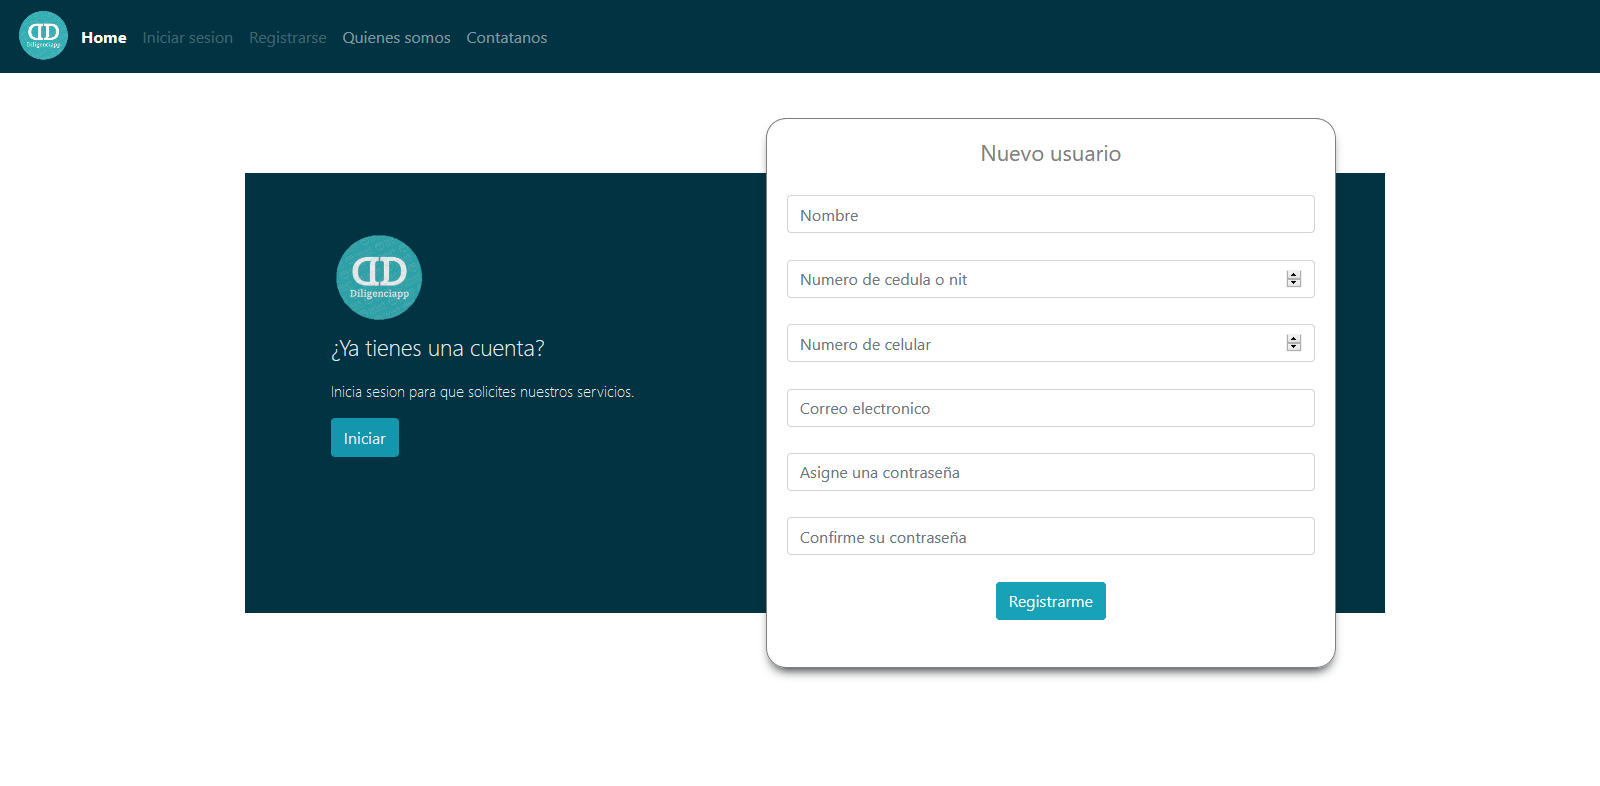 DD
Diligenciapp
Home Iniciar sesion Registrarse Quienes somos Contatanos
Nuevo usuario
Nombre
Numero de cedula o nit
Numero de celular
Correo electronico
Asigne una contraseña
Confirme su contraseña
Registrarme
DD
Diligenciapp
¿Ya tienes una cuenta?
Inicia sesion para que solicites nuestros servicios.
Iniciar